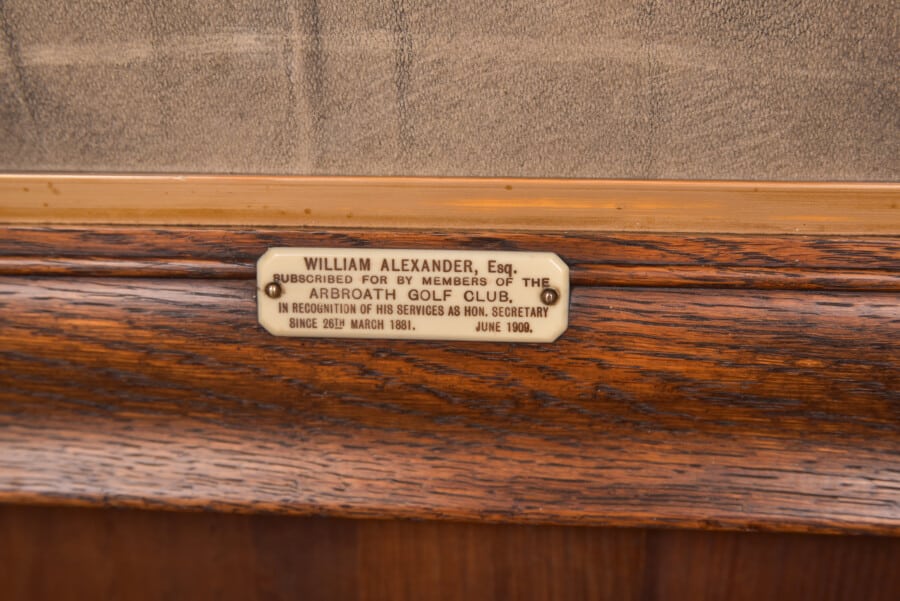 WILLIAM ALEXANDER, Esq.
SUBSCRIBED FOR BY MEMBERS OF THE
ARBROATH GOLF CLUB,
IN RECOGNITION OF HIS SERVICES AS HON. SECRETARY
SINCE 26TH MARCH 1881. JUNE 1909.